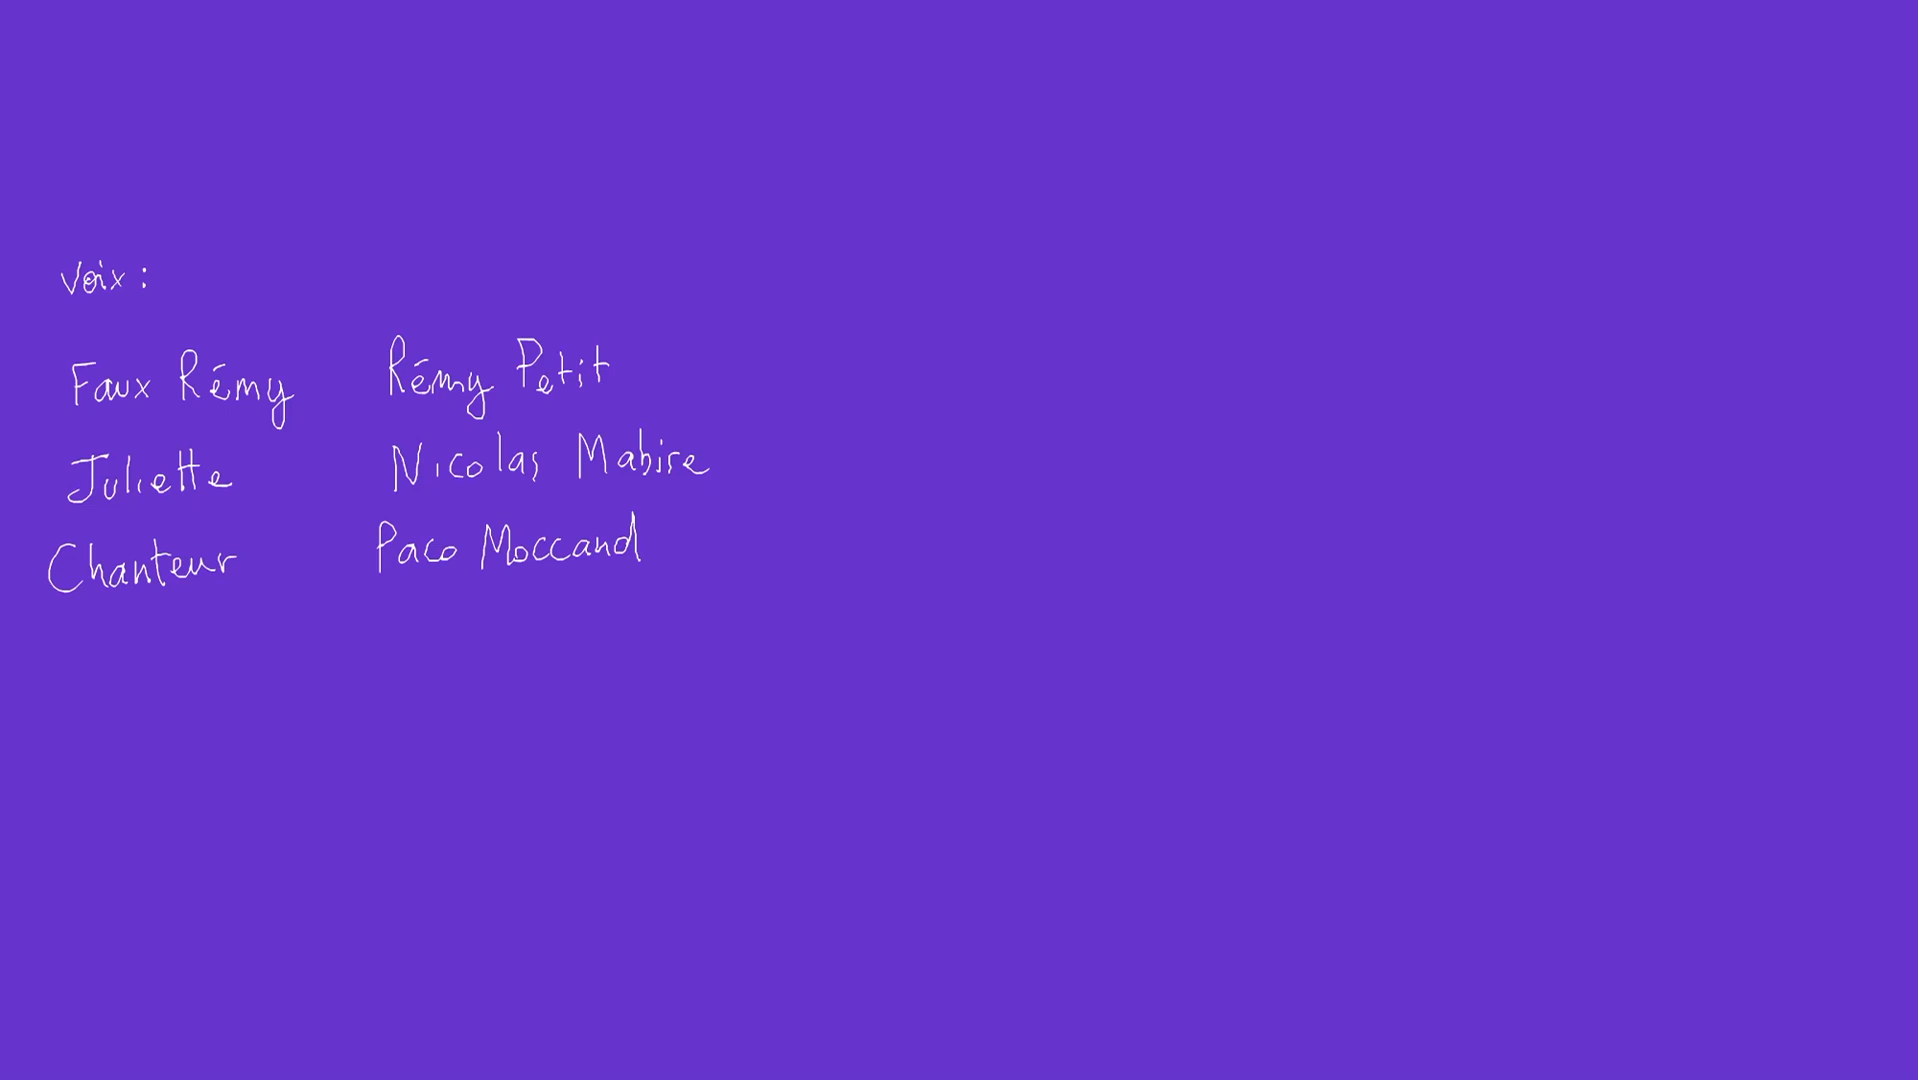 Voix :
Faux Rémy Rémy Petit
Juliette Nicolas Mabire
Chanteur Paco Moccand